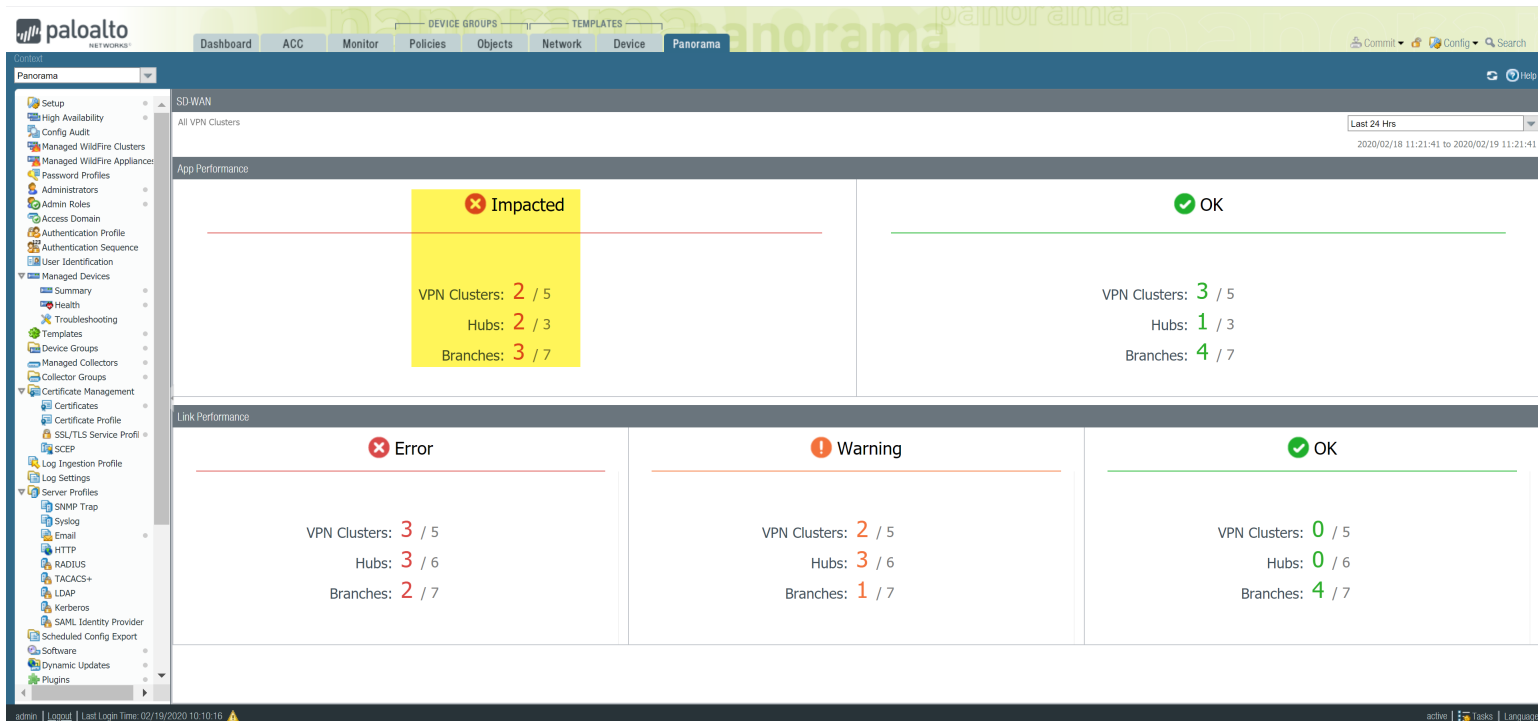 paloalto
NETWORKS®
DEVICE GROUPS
TEMPLATES
Dashboard
ACC
Monitor
Policies
Objects
Network
Device
Panorama
panorama
panorama
panorama
Commit
Config
Search
Context
Panorama
Help
Setup
High Availability
Config Audit
Managed WildFire Clusters
Managed WildFire Appliances
Password Profiles
Administrators
Admin Roles
Access Domain
Authentication Profile
Authentication Sequence
User Identification
Managed Devices
Summary
Health
Troubleshooting
Templates
Device Groups
Managed Collectors
Collector Groups
Certificate Management
Certificates
Certificate Profile
SSL/TLS Service Profil
SCEP
Log Ingestion Profile
Log Settings
Server Profiles
SNMP Trap
Syslog
Email
HTTP
RADIUS
TACACS+
LDAP
Kerberos
SAML Identity Provider
Scheduled Config Export
Software
Dynamic Updates
Plugins
SD-WAN
All VPN Clusters
Last 24 Hrs
2020/02/18 11:21:41 to 2020/02/19 11:21:41
App Performance
Impacted
VPN Clusters: 2 / 5
Hubs: 2 / 3
Branches: 3 / 7
OK
VPN Clusters: 3 / 5
Hubs: 1 / 3
Branches: 4 / 7
Link Performance
Error
VPN Clusters: 3 / 5
Hubs: 3 / 6
Branches: 2 / 7
Warning
VPN Clusters: 2 / 5
Hubs: 3 / 6
Branches: 1 / 7
OK
VPN Clusters: 0 / 5
Hubs: 0 / 6
Branches: 4 / 7
admin | Logout | Last Login Time: 02/19/2020 10:10:16
active | Tasks | Language